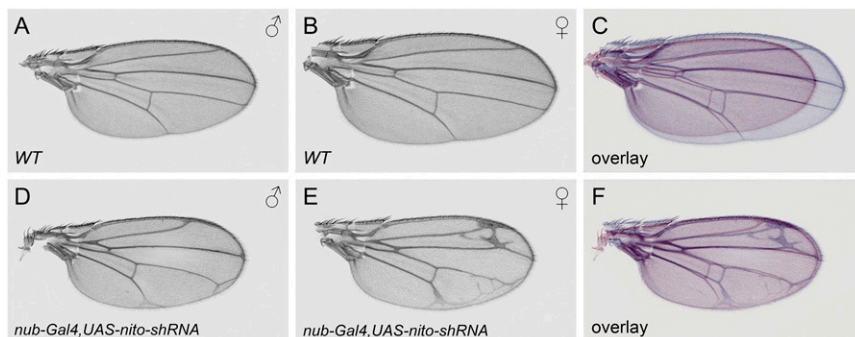 A ♂
WT
B ♀
WT
C
overlay
D ♂
nub-Gal4,UAS-nito-shRNA
E ♀
nub-Gal4,UAS-nito-shRNA
F
overlay